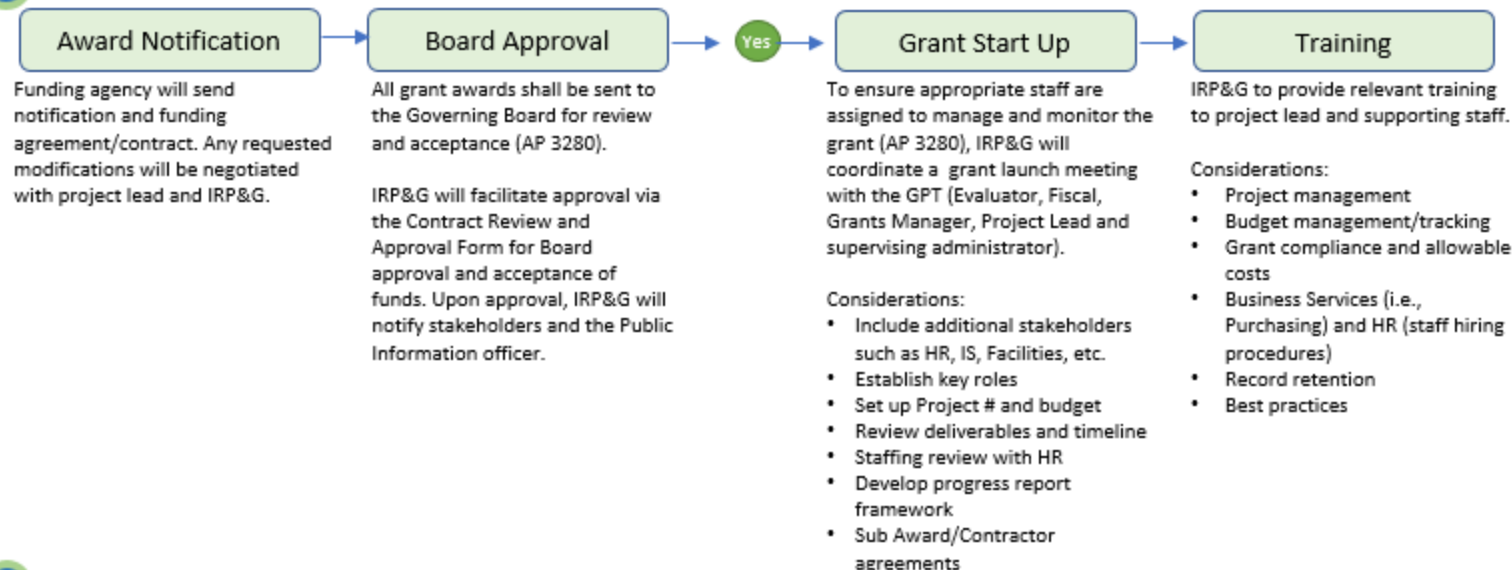 Award Notification
Funding agency will send
notification and funding
agreement/contract. Any requested
modifications will be negotiated
with project lead and IRP&G.
Board Approval
All grant awards shall be sent to
the Governing Board for review
and acceptance (AP 3280).
IRP&G will facilitate approval via
the Contract Review and
Approval Form for Board
approval and acceptance of
funds. Upon approval, IRP&G will
notify stakeholders and the Public
Information officer.
Yes
Grant Start Up
To ensure appropriate staff are
assigned to manage and monitor the
grant (AP 3280), IRP&G will
coordinate a  grant launch meeting
with the GPT (Evaluator, Fiscal,
Grants Manager, Project Lead and
supervising administrator).
Considerations:
• Include additional stakeholders
such as HR, IS, Facilities, etc.
• Establish key roles
• Set up Project # and budget
• Review deliverables and timeline
• Staffing review with HR
• Develop progress report
framework
• Sub Award/Contractor
agreements
Training
IRP&G to provide relevant training
to project lead and supporting staff.
Considerations:
• Project management
• Budget management/tracking
• Grant compliance and allowable
costs
• Business Services (i.e.,
Purchasing) and HR (staff hiring
procedures)
• Record retention
• Best practices